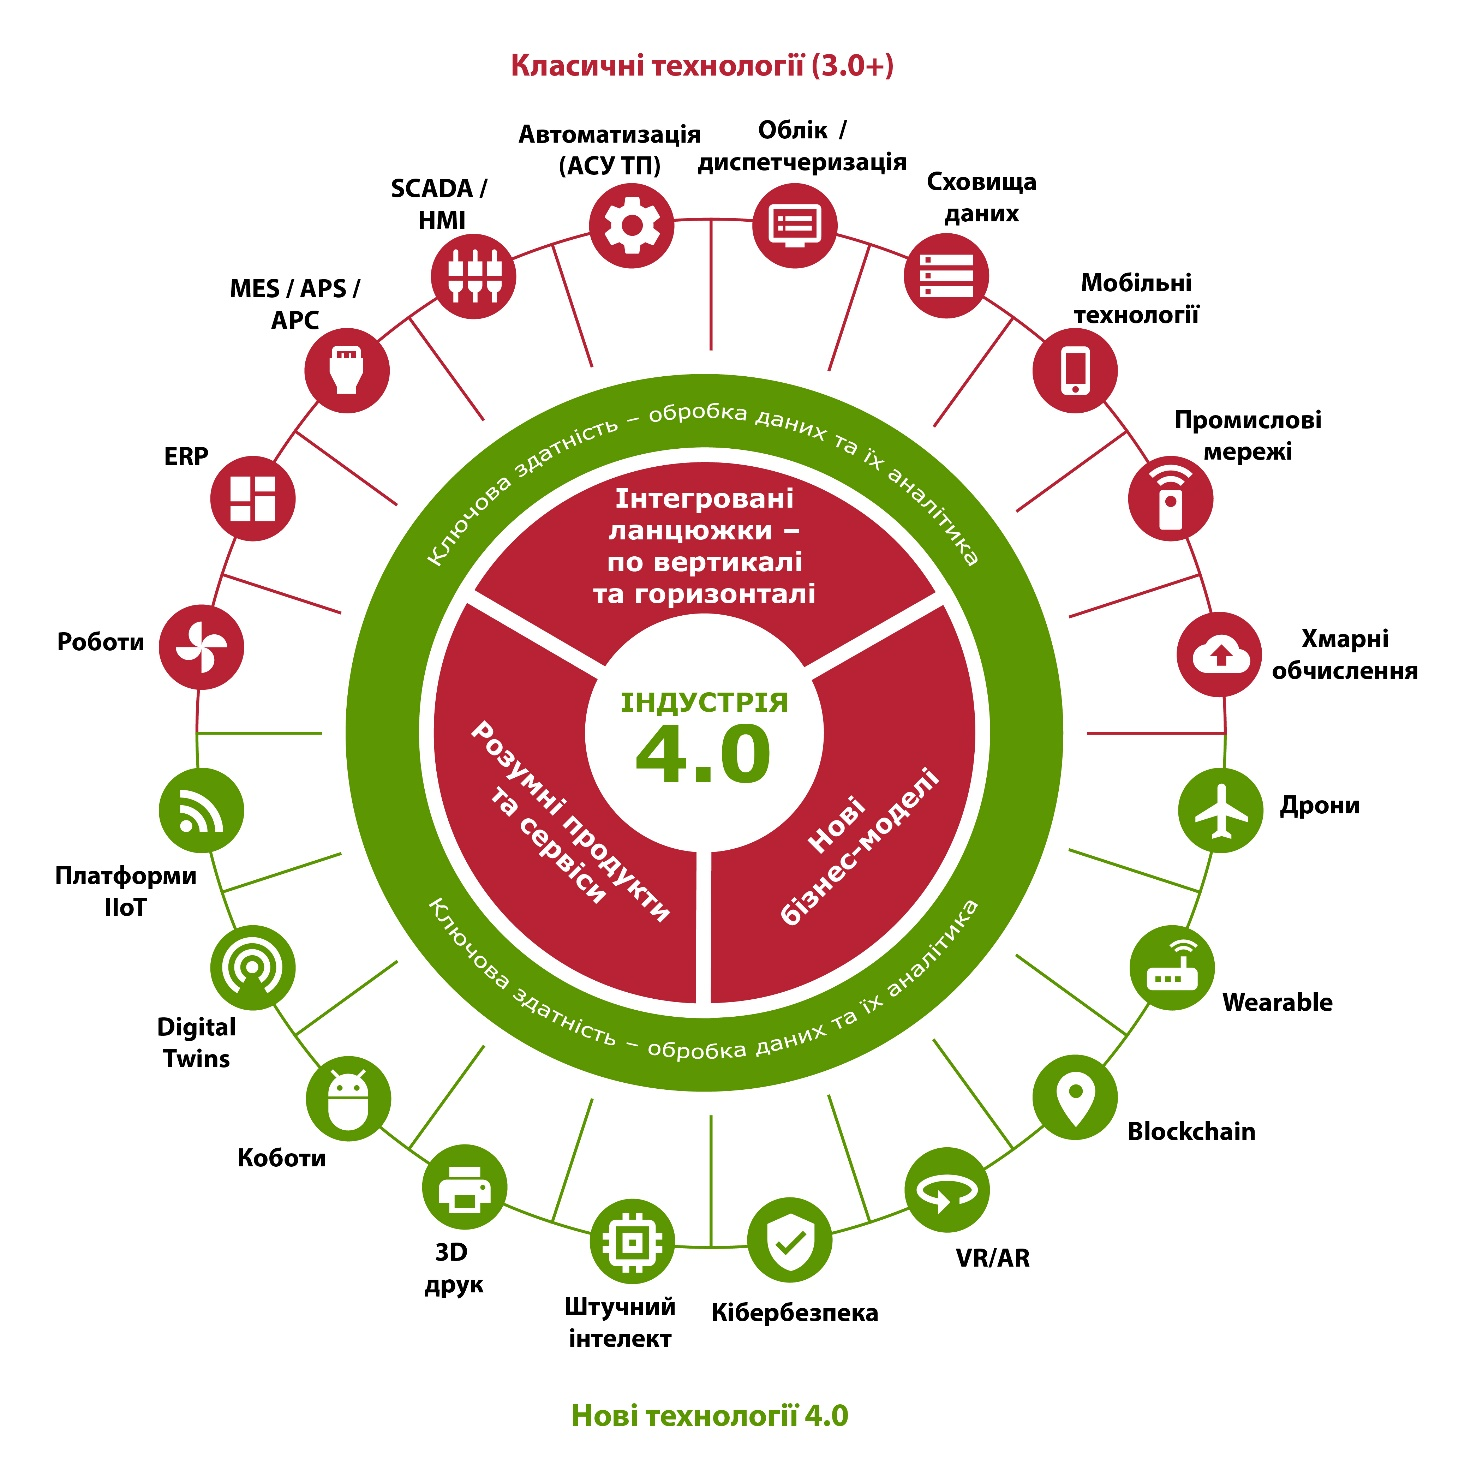 Класичні технології (3.0+)
Автоматизація
(АСУ ТП)
Облік /
диспетчеризація
SCADA /
HMI
Сховища
даних
MES / APS /
APC
Мобільні
технології
ERP
Промислові
мережі
Роботи
Хмарні
обчислення
Ключова здатність – обробка даних та їх аналітика
Інтегровані
ланцюжки –
по вертикалі
та горизонталі
ІНДУСТРІЯ
4.0
Розумні продукти
та сервіси
Нові
бізнес-моделі
Ключова здатність – обробка даних та їх аналітика
Платформи
IIoT
Дрони
Digital
Twins
Wearable
Коботи
Blockchain
3D
друк
VR/AR
Штучний
інтелект
Кібербезпека
Нові технології 4.0